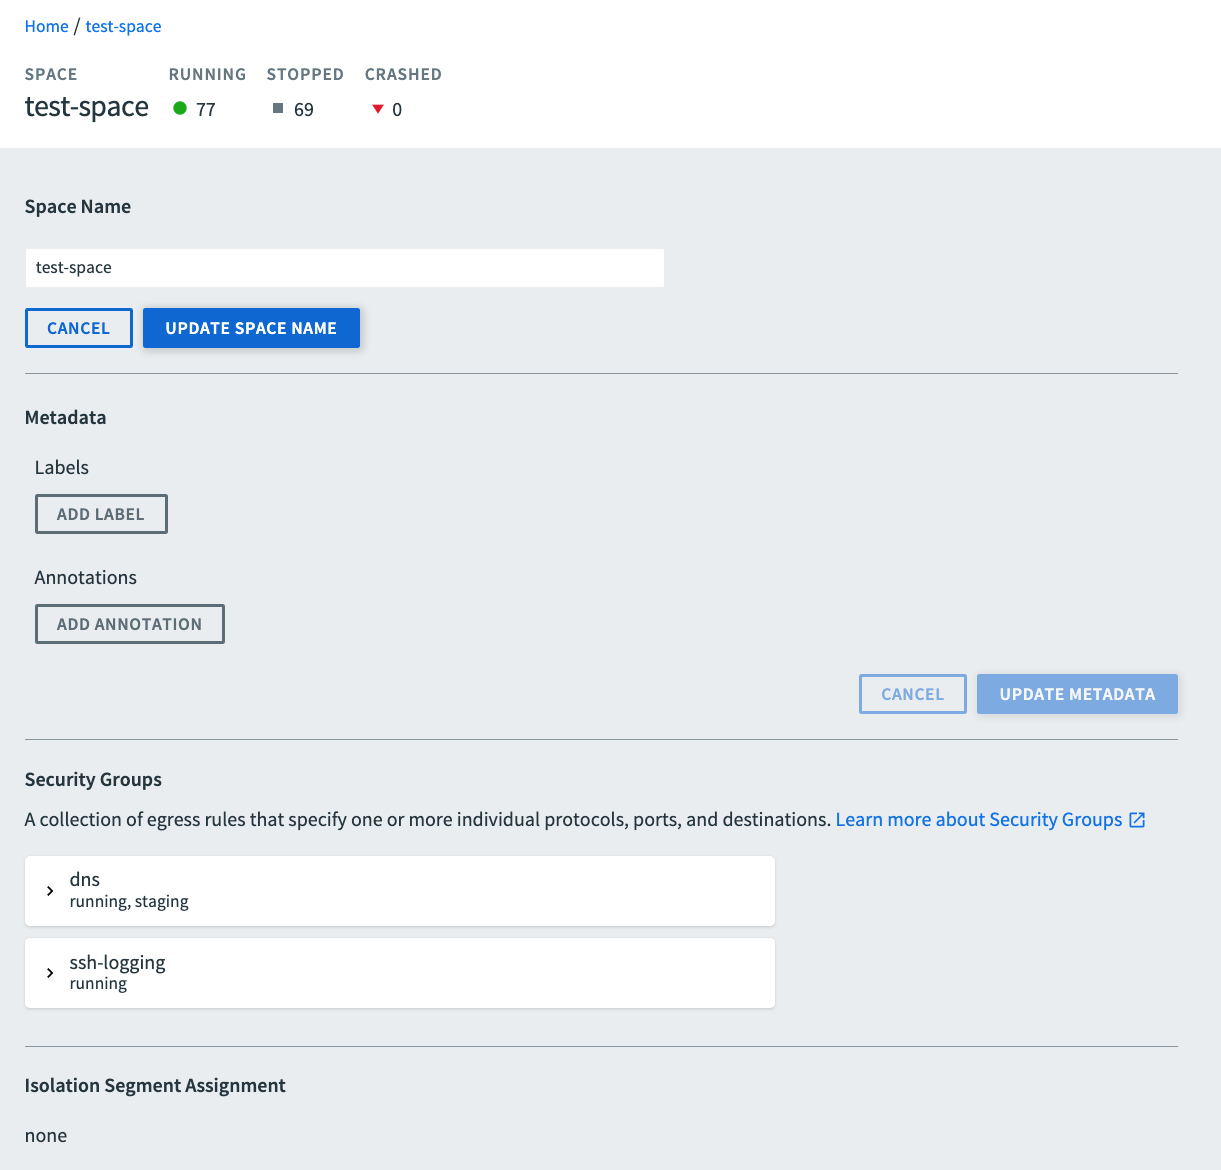 Home / test-space
SPACE RUNNING STOPPED CRASHED
test-space 77 69 0
Space Name
test-space
CANCEL UPDATE SPACE NAME
Metadata
Labels
ADD LABEL
Annotations
ADD ANNOTATION
CANCEL UPDATE METADATA
Security Groups
A collection of egress rules that specify one or more individual protocols, ports, and destinations. Learn more about Security Groups
dns
running, staging
ssh-logging
running
Isolation Segment Assignment
none